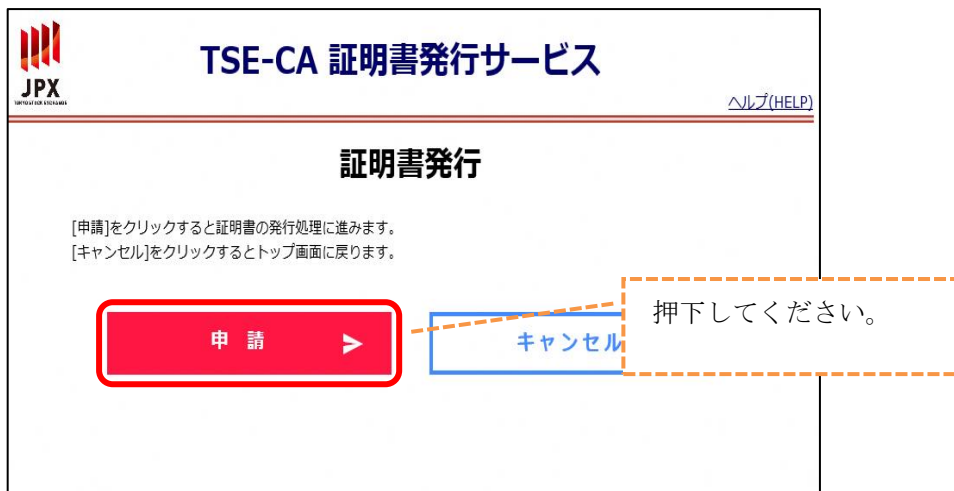 JPX
TOKYO STOCK EXCHANGE
TSE-CA 証明書発行サービス
ヘルプ(HELP)
証明書発行
[申請]をクリックすると証明書の発行処理に進みます。
[キャンセル]をクリックするとトップ画面に戻ります。
申 請
キャンセル
押下してください。